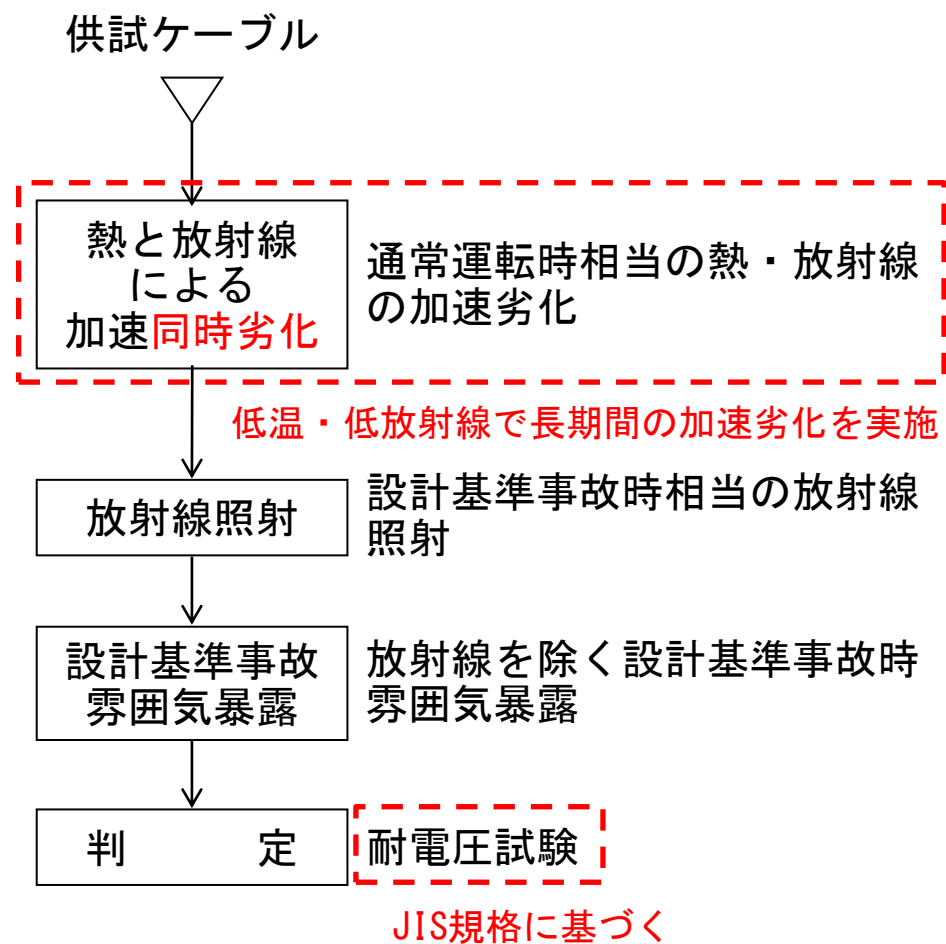 供試ケーブル
熱と放射線
による
加速同時劣化
通常運転時相当の熱・放射線
の加速劣化
低温・低放射線で長期間の加速劣化を実施
放射線照射
設計基準事故時相当の放射線
照射
設計基準事故
雰囲気暴露
放射線を除く設計基準事故時
雰囲気暴露
判　　　定
耐電圧試験
JIS規格に基づく